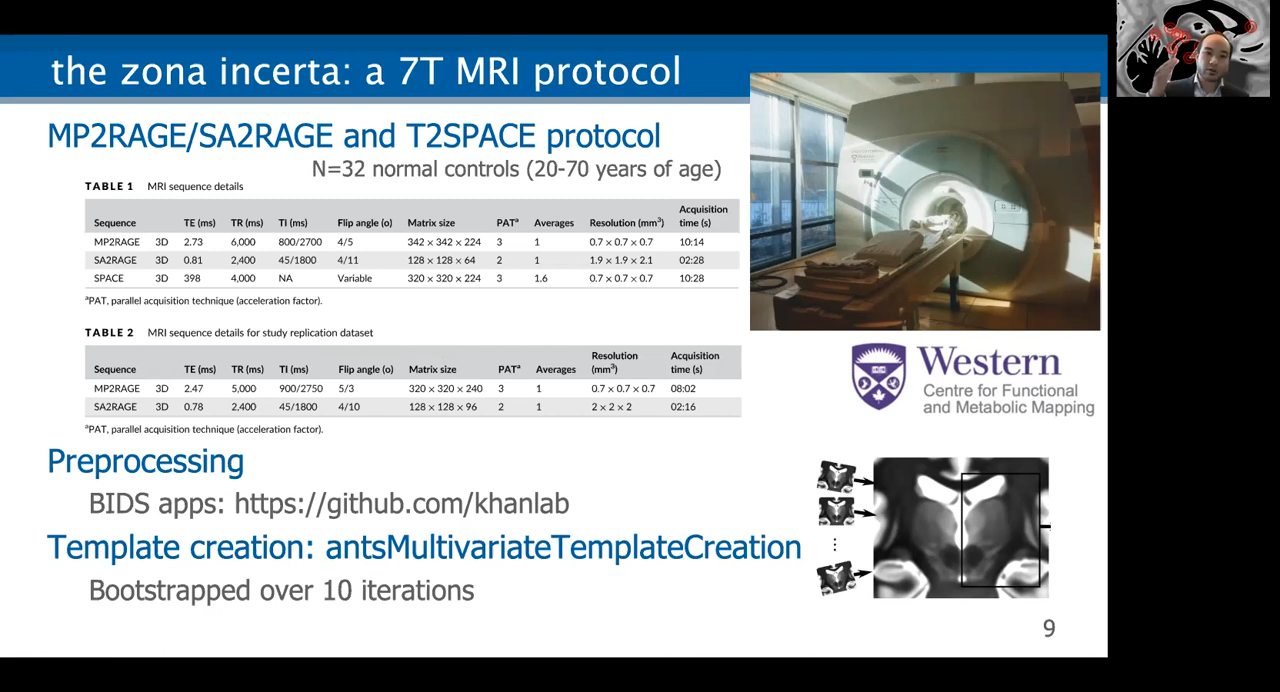 the zona incerta: a 7T MRI protocol
MP2RAGE/SA2RAGE and T2SPACE protocol
N=32 normal controls (20-70 years of age)
TABLE 1 MRI sequence details
Sequence TE (ms) TR (ms) TI (ms) Flip angle (o) Matrix size PATª Averages Resolution (mm³) Acquisition time (s)
MP2RAGE 3D 2.73 6,000 800/2700 4/5 342 × 342 × 224 3 1 0.7 × 0.7 × 0.7 10:14
SA2RAGE 3D 0.81 2,400 45/1800 4/11 128 × 128 × 64 2 1 1.9 × 1.9 × 2.1 02:28
SPACE 3D 398 4,000 NA Variable 320 × 320 × 224 3 1.6 0.7 × 0.7 × 0.7 10:28
ªPAT, parallel acquisition technique (acceleration factor).
TABLE 2 MRI sequence details for study replication dataset
Sequence TE (ms) TR (ms) TI (ms) Flip angle (o) Matrix size PATª Averages Resolution (mm³) Acquisition time (s)
MP2RAGE 3D 2.47 5,000 900/2750 5/3 320 × 320 × 240 3 1 0.7 × 0.7 × 0.7 08:02
SA2RAGE 3D 0.78 2,400 45/1800 4/10 128 × 128 × 96 2 1 2 × 2 × 2 02:16
ªPAT, parallel acquisition technique (acceleration factor).
Western
Centre for Functional
and Metabolic Mapping
Preprocessing
BIDS apps: https://github.com/khanlab
Template creation: antsMultivariateTemplateCreation
Bootstrapped over 10 iterations
9